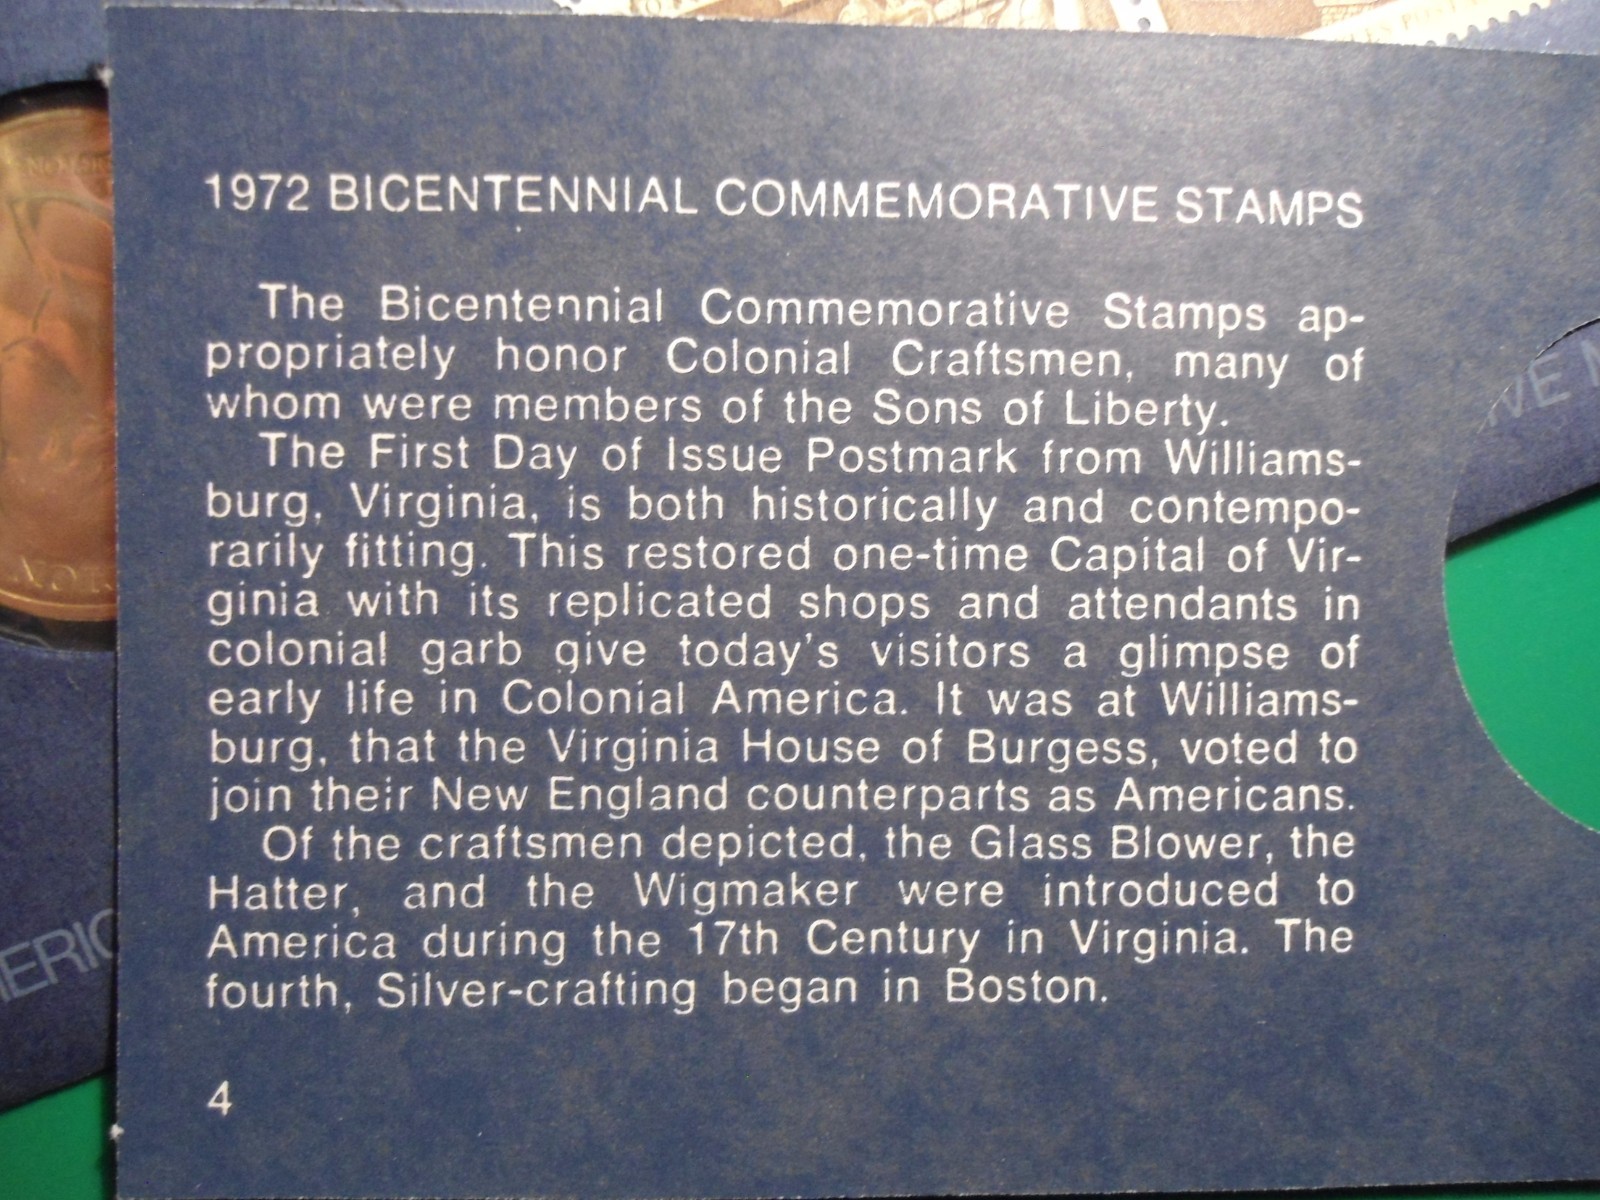 1972 BICENTENNIAL COMMEMORATIVE STAMPS
The Bicentennial Commemorative Stamps ap-
propriately honor Colonial Craftsmen, many of
whom were members of the Sons of Liberty.
The First Day of Issue Postmark from Williams-
burg, Virginia, is both historically and contempo-
rarily fitting. This restored one-time Capital of Vir-
ginia with its replicated shops and attendants in
colonial garb give today's visitors a glimpse of
early life in Colonial America. It was at Williams-
burg, that the Virginia House of Burgess, voted to
join their New England counterparts as Americans.
Of the craftsmen depicted, the Glass Blower, the
Hatter, and the Wigmaker were introduced to
America during the 17th Century in Virginia. The
fourth, Silver-crafting began in Boston.
4